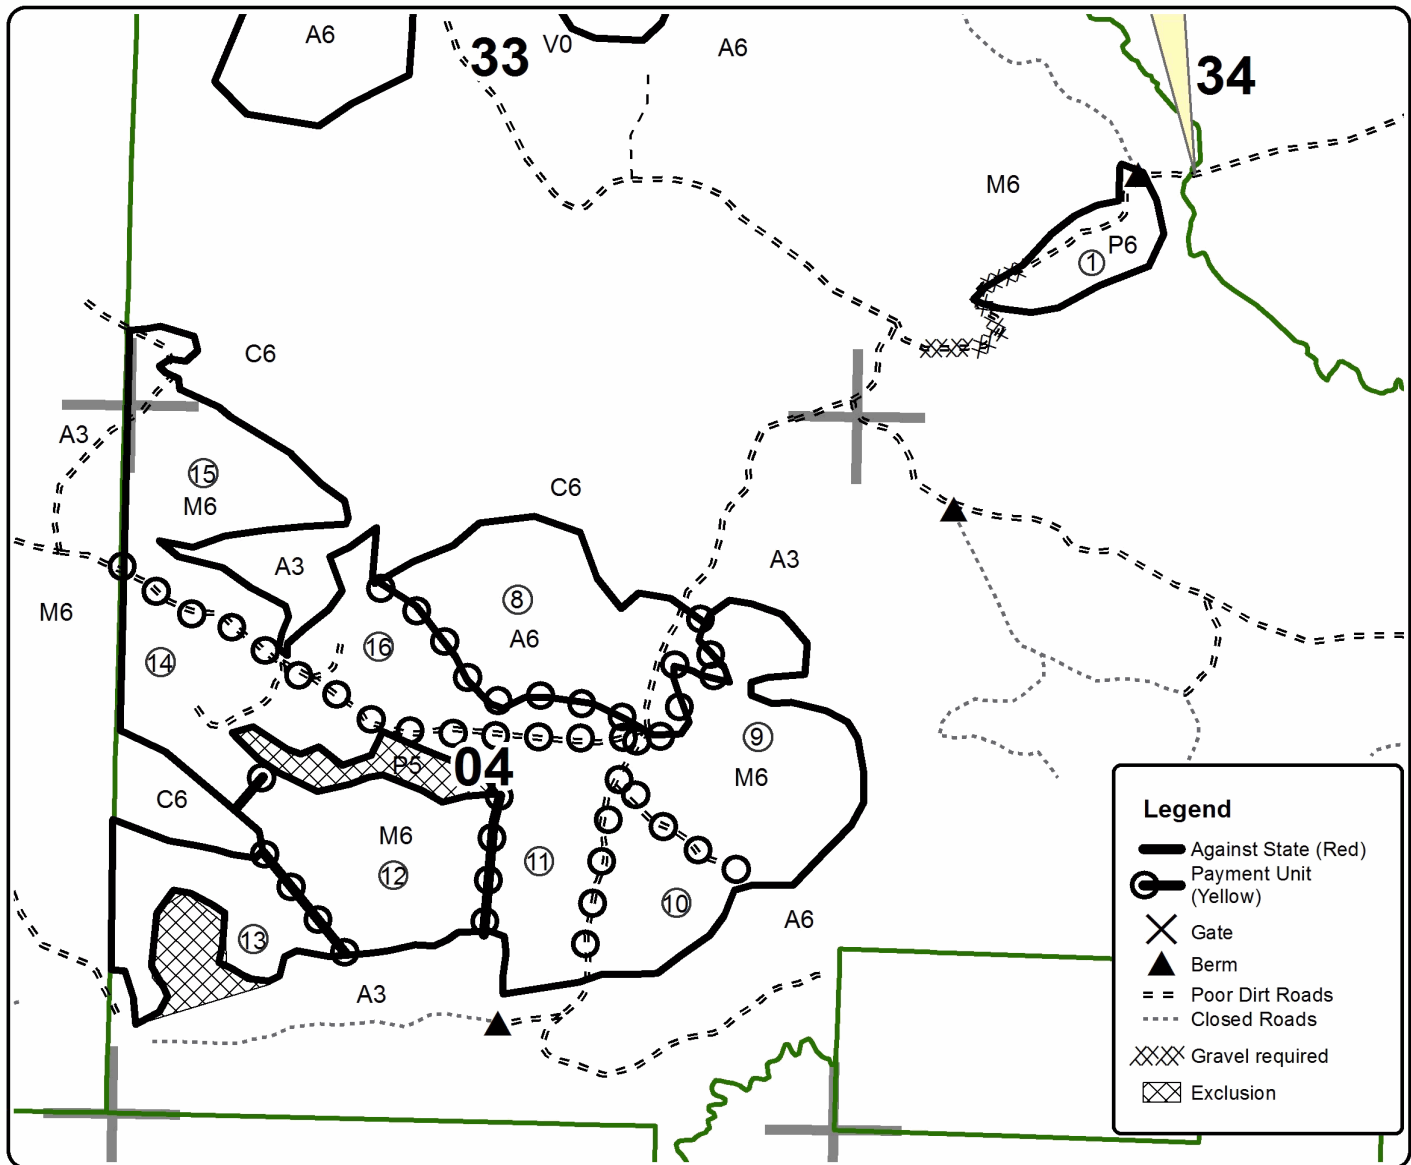 A6
33
V0
A6
34
M6
P6
1
C6
A3
15
M6
C6
A3
A3
8
M6
A6
16
14
9
M6
P5
04
C6
M6
12
11
10
A6
13
A3
Legend
Against State (Red)
Payment Unit
(Yellow)
Gate
Berm
Poor Dirt Roads
Closed Roads
Gravel required
Exclusion